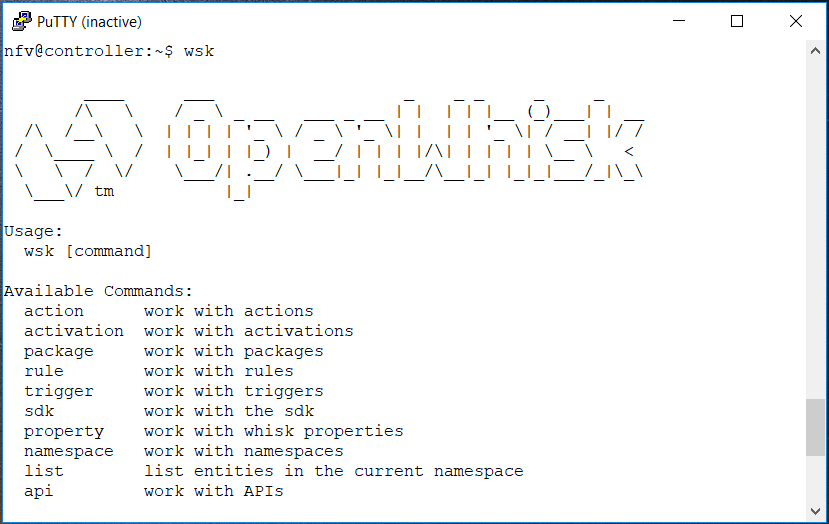 PuTTY (inactive)
nfv@controller:~$ wsk
OpenWhisk
tm
Usage:
wsk [command]
Available Commands:
action work with actions
activation work with activations
package work with packages
rule work with rules
trigger work with triggers
sdk work with the sdk
property work with whisk properties
namespace work with namespaces
list list entities in the current namespace
api work with APIs